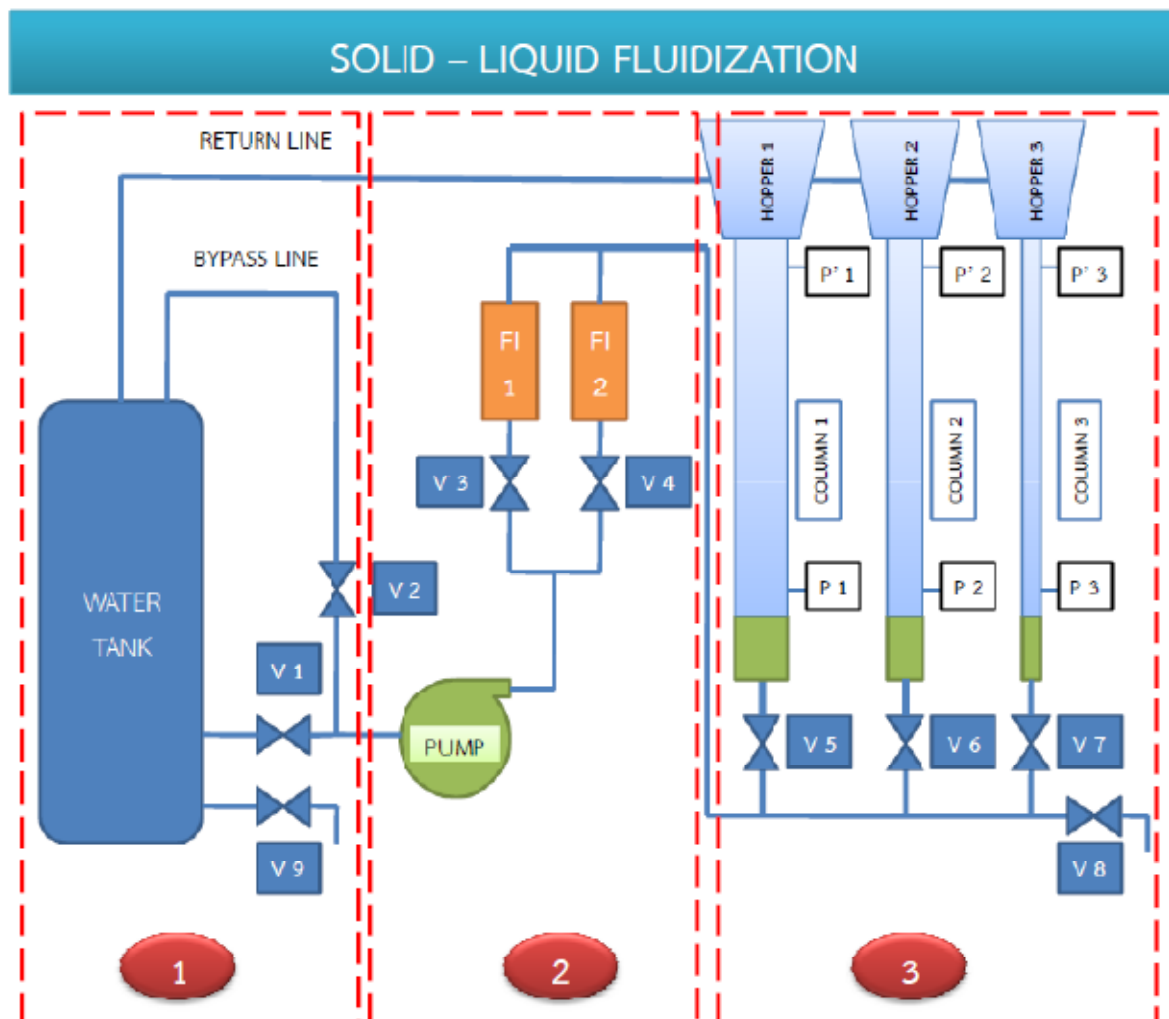 SOLID – LIQUID FLUIDIZATION
RETURN LINE
BYPASS LINE
HOPPER 1
HOPPER 2
HOPPER 3
P' 1
P' 2
P' 3
FI
1
FI
2
COLUMN 1
COLUMN 2
COLUMN 3
V 3
V 4
V 2
P 1
P 2
P 3
WATER
TANK
V 1
PUMP
V 5
V 6
V 7
V 9
V 8
1
2
3